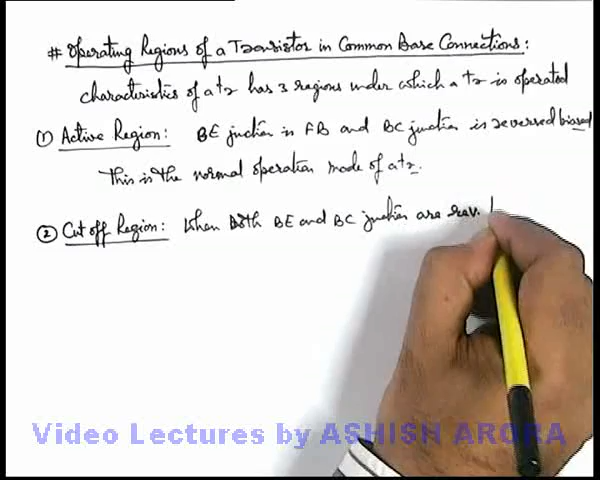 # Operating Regions of a Transistor in Common Base Connections:
characteristics of a tr has 3 regions under which a tr is operated
① Active Region: BE junction is FB and BC junction is reversed biased
This is the normal operation mode of a tr.
② Cut off Region: When Both BE and BC junction are rev.
Video Lectures by ASHISH ARORA